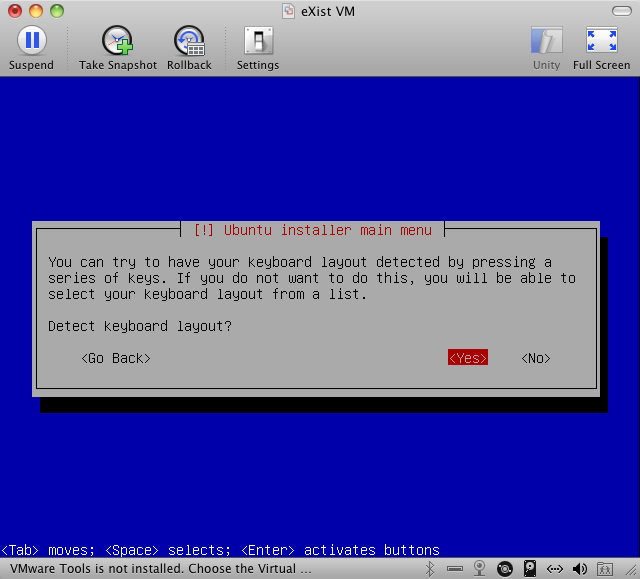 eXist VM
Suspend Take Snapshot Rollback Settings Unity Full Screen
[!] Ubuntu installer main menu
You can try to have your keyboard layout detected by pressing a
series of keys. If you do not want to do this, you will be able to
select your keyboard layout from a list.
Detect keyboard layout?
<Go Back> <Yes> <No>
<Tab> moves; <Space> selects; <Enter> activates buttons
VMware Tools is not installed. Choose the Virtual ...